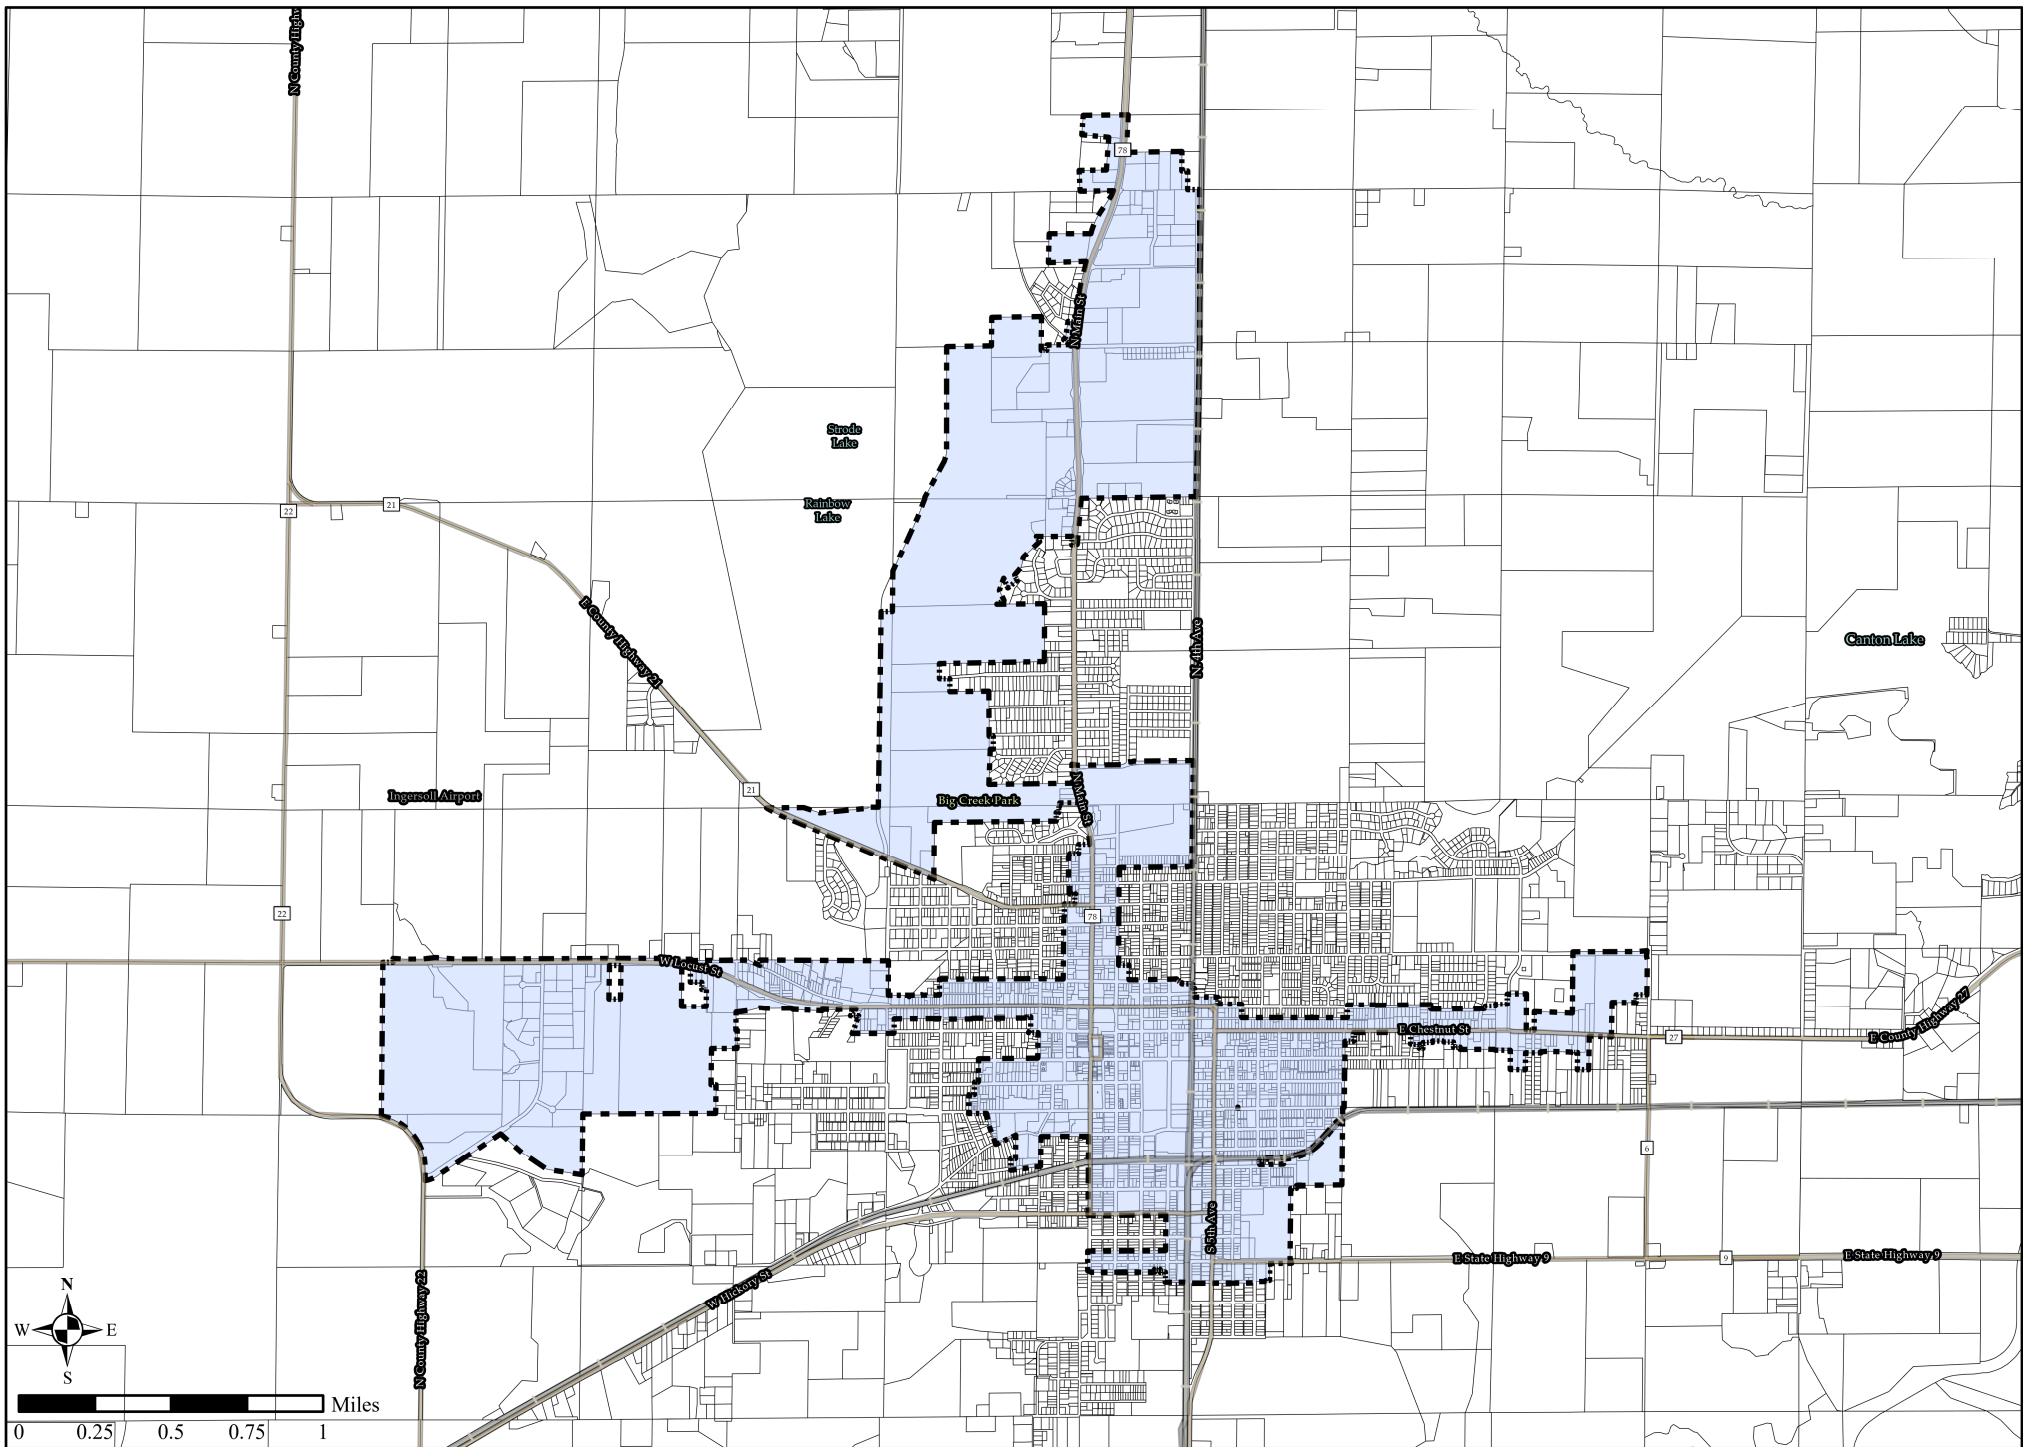 N County Highw
78
N Main St
Strode
Lake
Rainbow
Lake
22
21
E County Highway 21
N 4th Ave
Canton Lake
21
Ingersoll Airport
Big Creek Park
N Main St
22
78
W Locust St
E Chestnut St
27
E County Highway 27
6
S 5th Ave
E State Highway 9
9
E State Highway 9
W Hickory St
N County Highway 22
N
W E
S
Miles
0 0.25 0.5 0.75 1